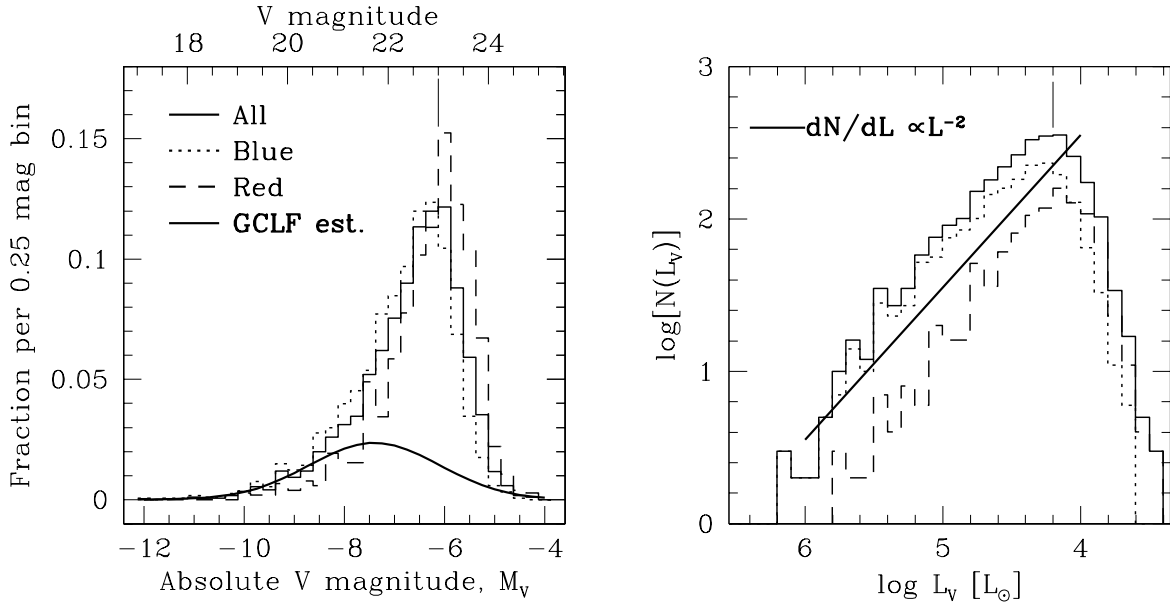 V magnitude
18 20 22 24
Fraction per 0.25 mag bin
0.15
0.1
0.05
0
All
Blue
Red
GCLF est.
−12 −10 −8 −6 −4
Absolute V magnitude, M_V
log[N(L_V)]
3
2
1
0
dN/dL ∝L⁻²
6 5 4
log L_V [L_⊙]